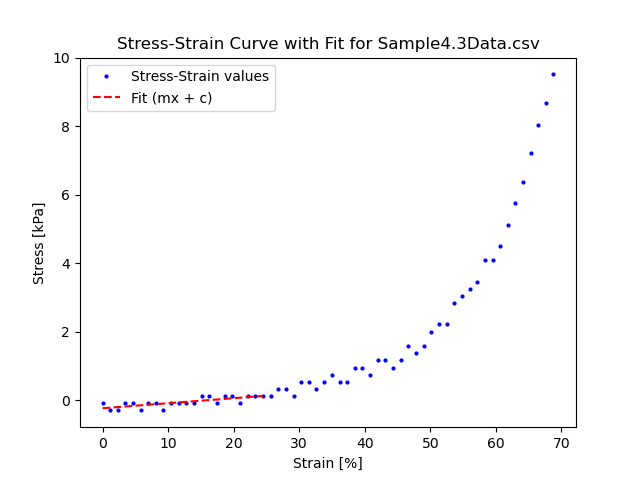 Stress-Strain Curve with Fit for Sample4.3Data.csv
Stress-Strain values
Fit (mx + c)
10
8
6
4
2
0
Stress [kPa]
0 10 20 30 40 50 60 70
Strain [%]